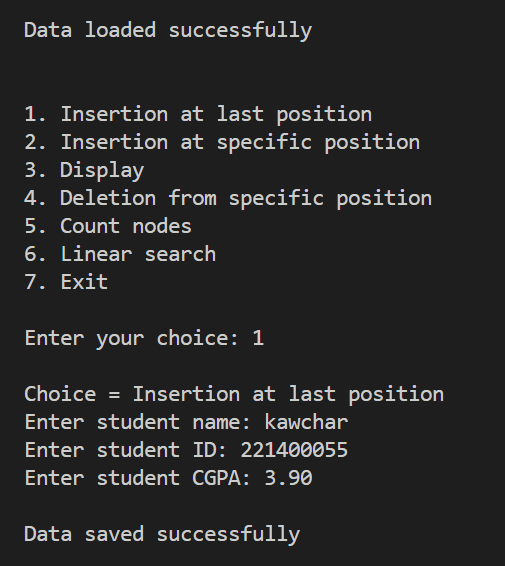 Data loaded successfully
1. Insertion at last position
2. Insertion at specific position
3. Display
4. Deletion from specific position
5. Count nodes
6. Linear search
7. Exit
Enter your choice: 1
Choice = Insertion at last position
Enter student name: kawchar
Enter student ID: 221400055
Enter student CGPA: 3.90
Data saved successfully